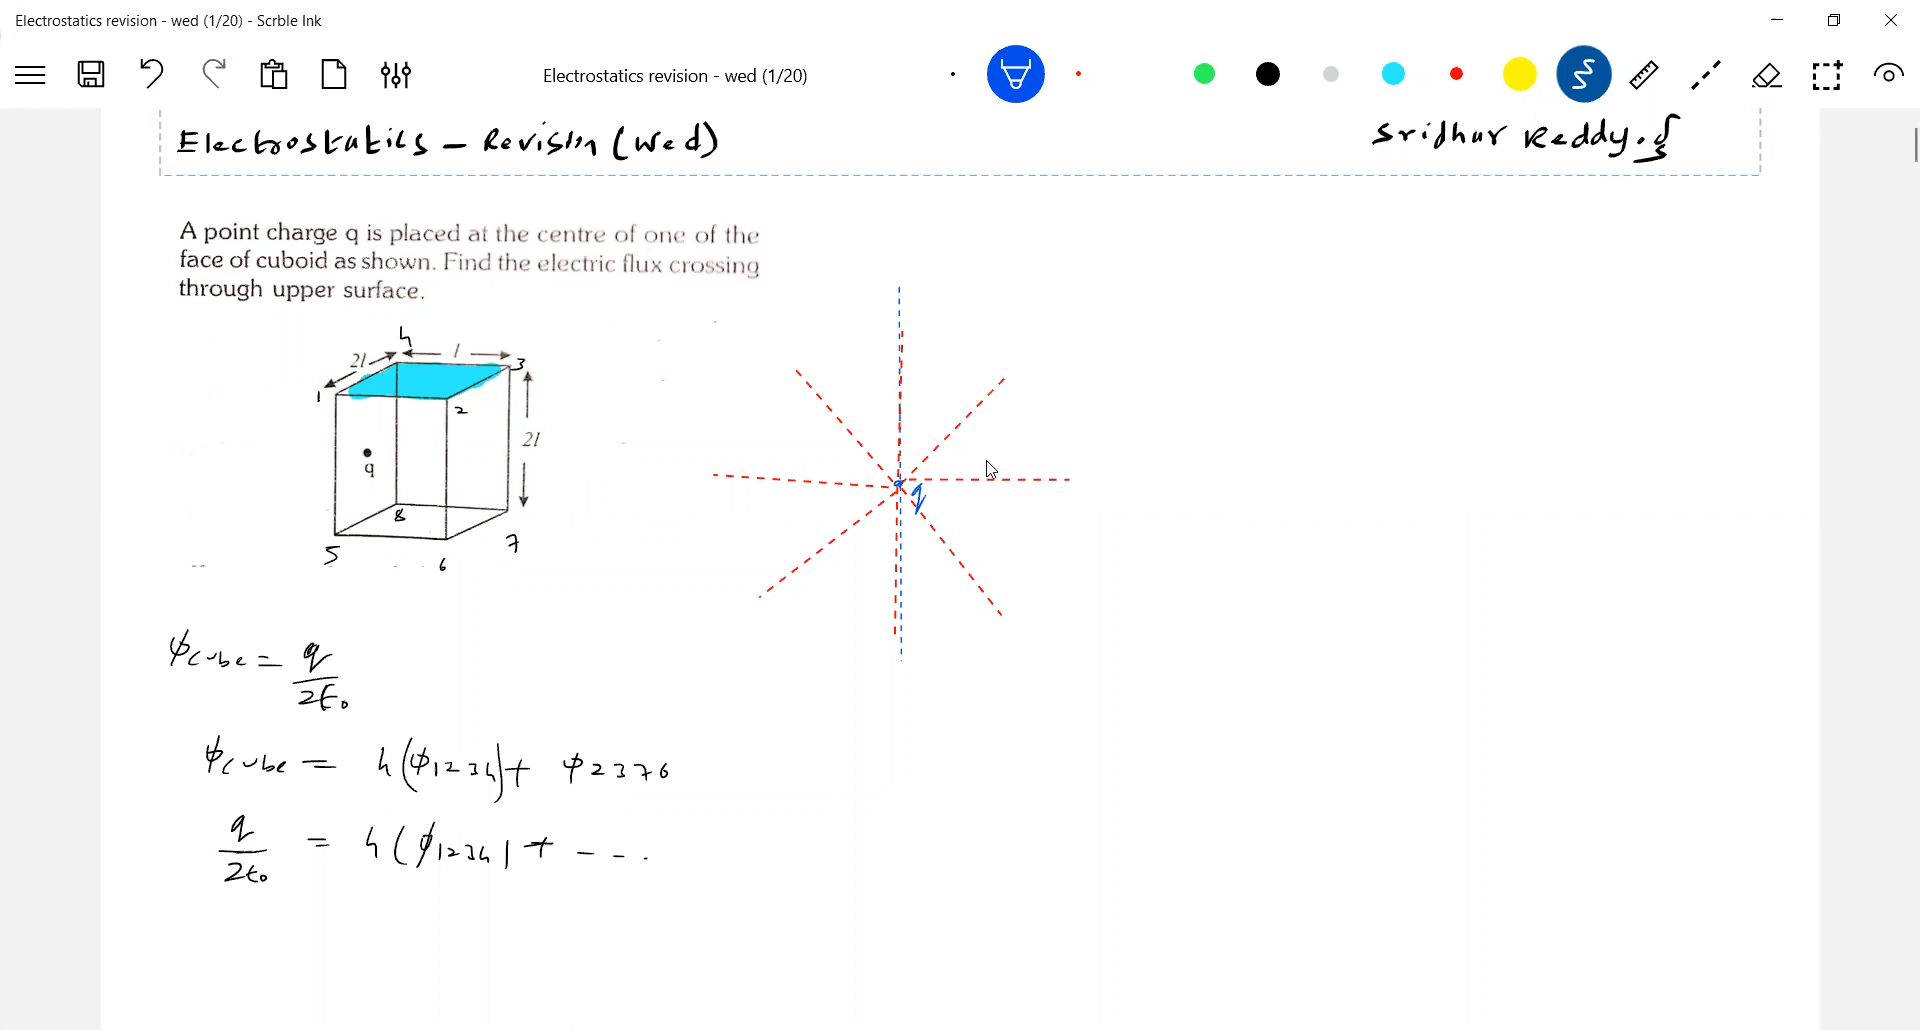 Electrostatics revision - wed (1/20) - Scrble Ink
Electrostatics revision - wed (1/20)
Electrostatics - Revision (Wed)
Sridhar Reddy.S
A point charge q is placed at the centre of one of the
face of cuboid as shown. Find the electric flux crossing
through upper surface.
4
2l l 3
1
2
2l
q
8
5 6 7
q
ϕcube = q/2ε₀
ϕcube = 4(ϕ1234) + ϕ2376
q/2ε₀ = 4(ϕ1234) + - - .